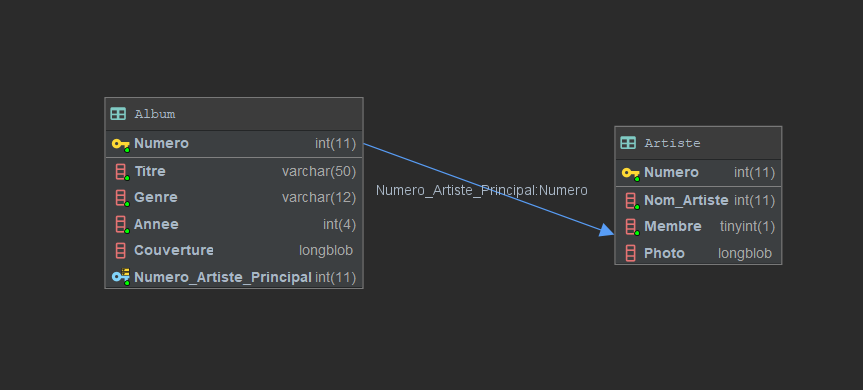 Album
Numero int(11)
Titre varchar(50)
Genre varchar(12)
Annee int(4)
Couverture longblob
Numero_Artiste_Principal int(11)
Numero_Artiste_Principal:Numero
Artiste
Numero int(11)
Nom_Artiste int(11)
Membre tinyint(1)
Photo longblob